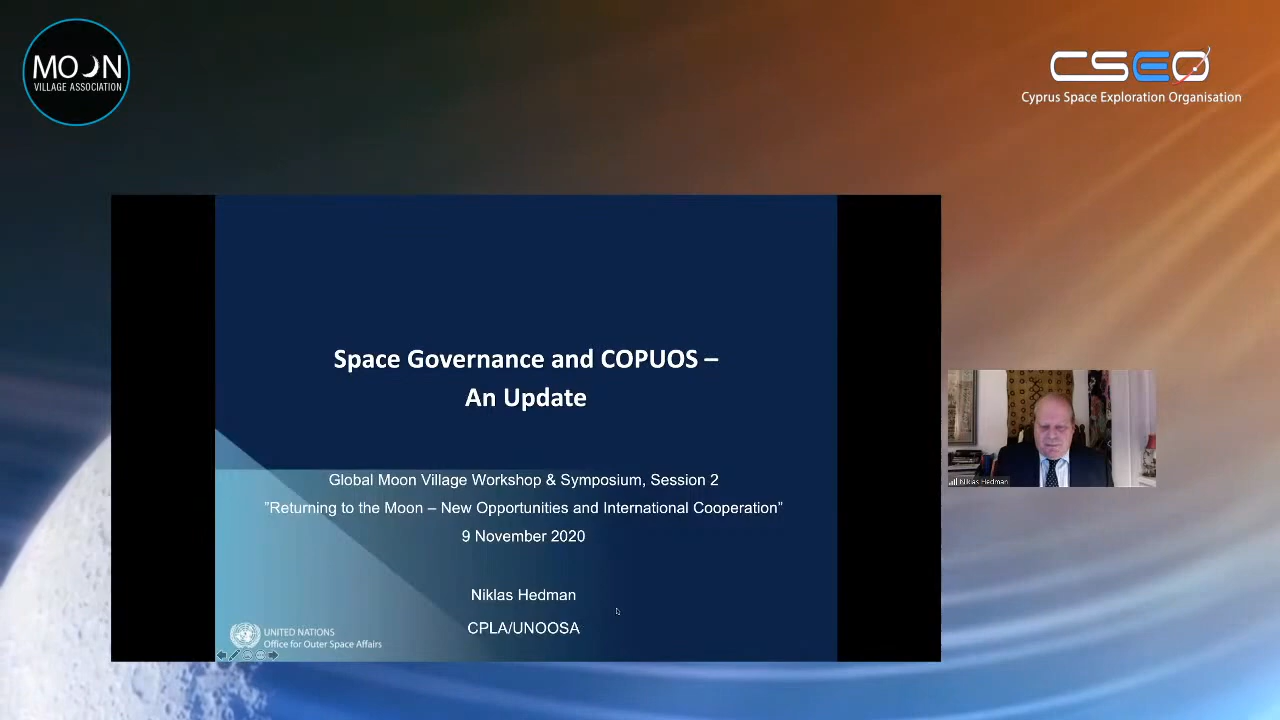 MOON
VILLAGE ASSOCIATION
CSEO
Cyprus Space Exploration Organisation
Space Governance and COPUOS –
An Update
Global Moon Village Workshop & Symposium, Session 2
”Returning to the Moon – New Opportunities and International Cooperation”
9 November 2020
Niklas Hedman
CPLA/UNOOSA
UNITED NATIONS
Office for Outer Space Affairs
Niklas Hedman